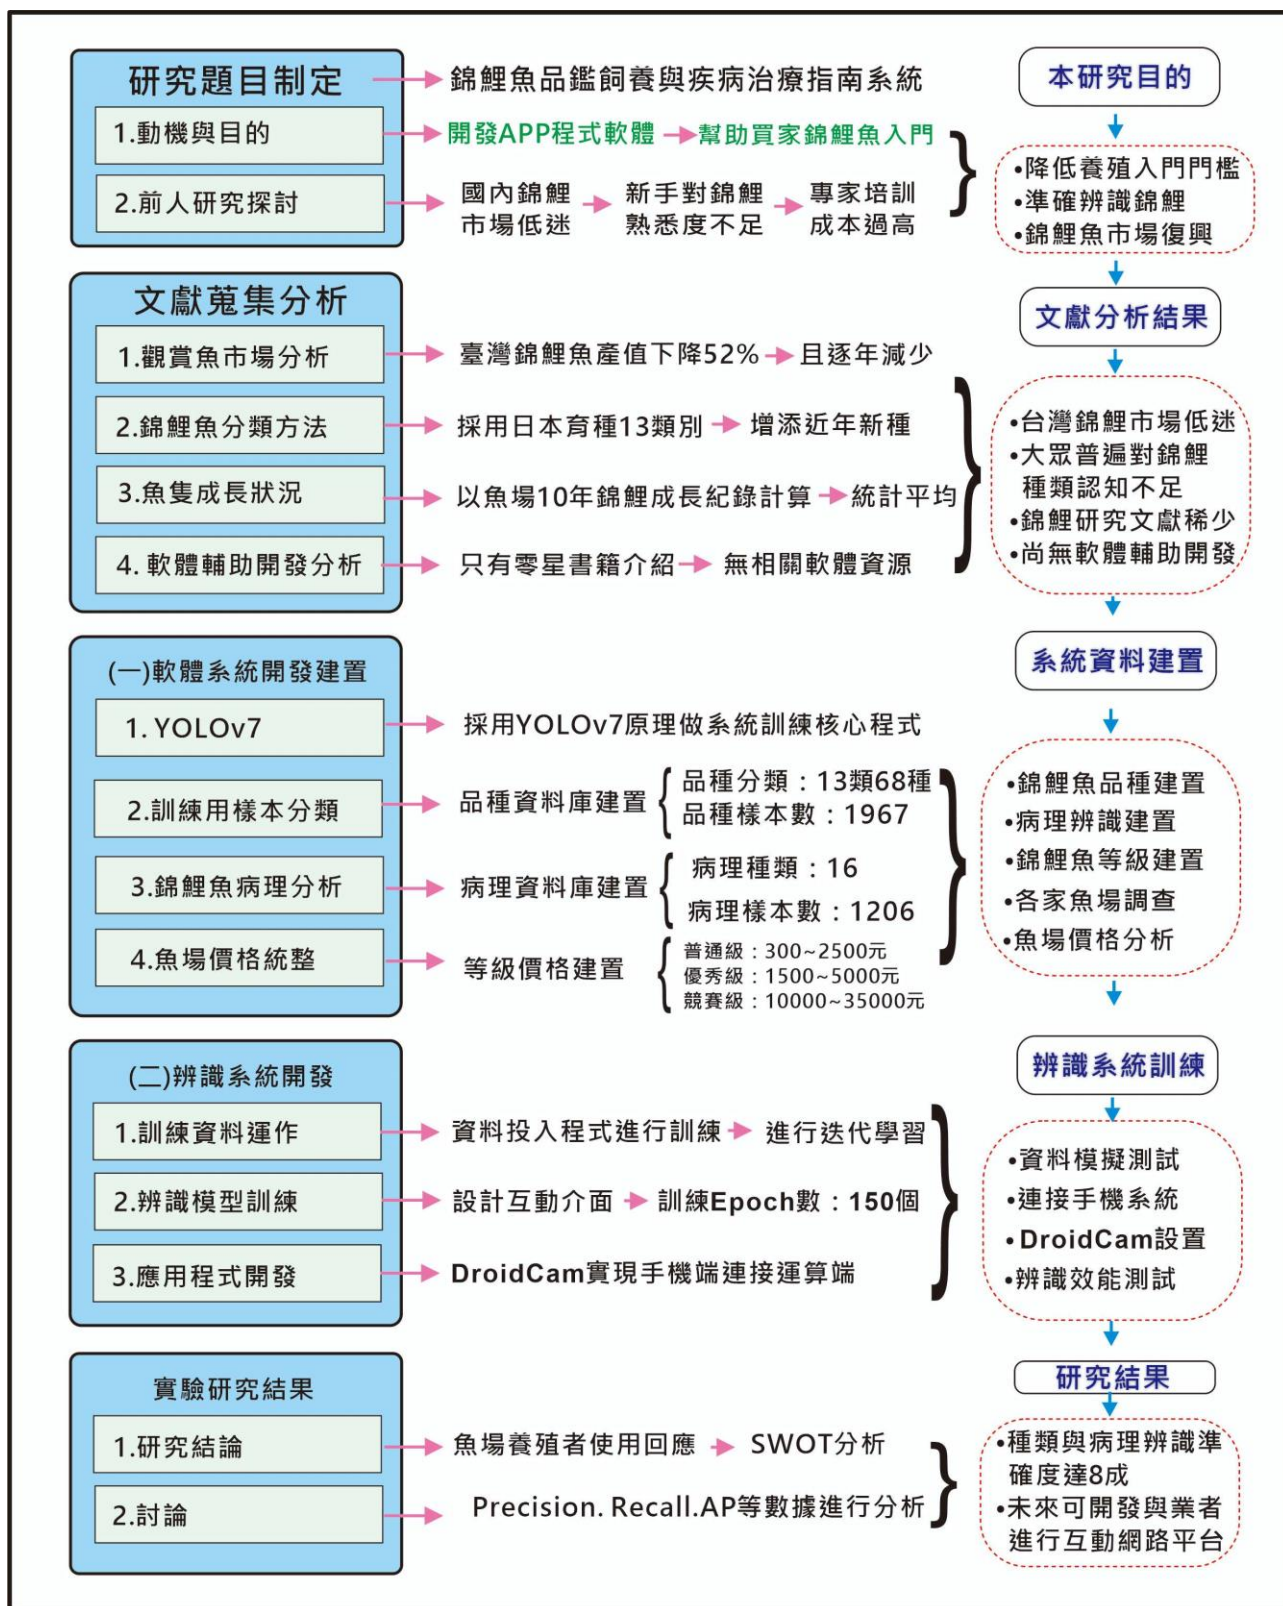 研究題目制定
錦鯉魚品鑑飼養與疾病治療指南系統
1.動機與目的
開發APP程式軟體
幫助買家錦鯉魚入門
2.前人研究探討
國內錦鯉
市場低迷
新手對錦鯉
熟悉度不足
專家培訓
成本過高
本研究目的
•降低養殖入門門檻
•準確辨識錦鯉
•錦鯉魚市場復興
文獻蒐集分析
1.觀賞魚市場分析
臺灣錦鯉魚產值下降52%
且逐年減少
2.錦鯉魚分類方法
採用日本育種13類別
增添近年新種
3.魚隻成長狀況
以魚場10年錦鯉成長紀錄計算
統計平均
4.軟體輔助開發分析
只有零星書籍介紹
無相關軟體資源
文獻分析結果
•台灣錦鯉市場低迷
•大眾普遍對錦鯉
種類認知不足
•錦鯉研究文獻稀少
•尚無軟體輔助開發
(一)軟體系統開發建置
1. YOLOv7
採用YOLOv7原理做系統訓練核心程式
2.訓練用樣本分類
品種資料庫建置
品種分類：13類68種
品種樣本數：1967
3.錦鯉魚病理分析
病理資料庫建置
病理種類：16
病理樣本數：1206
4.魚場價格統整
等級價格建置
普通級：300~2500元
優秀級：1500~5000元
競賽級：10000~35000元
系統資料建置
•錦鯉魚品種建置
•病理辨識建置
•錦鯉魚等級建置
•各家魚場調查
•魚場價格分析
(二)辨識系統開發
1.訓練資料運作
資料投入程式進行訓練
進行迭代學習
2.辨識模型訓練
設計互動介面
訓練Epoch數：150個
3.應用程式開發
DroidCam實現手機端連接運算端
辨識系統訓練
•資料模擬測試
•連接手機系統
•DroidCam設置
•辨識效能測試
實驗研究結果
1.研究結論
魚場養殖者使用回應
SWOT分析
2.討論
Precision. Recall.AP等數據進行分析
研究結果
•種類與病理辨識準
確度達8成
•未來可開發與業者
進行互動網路平台